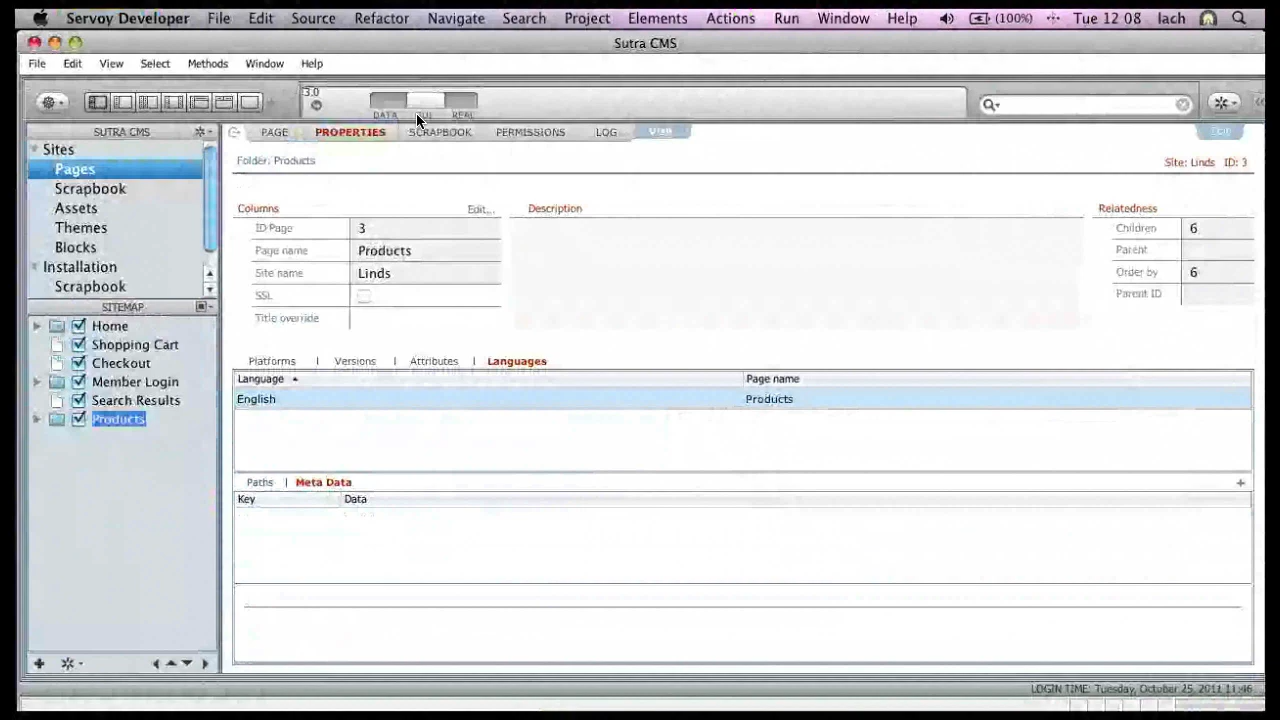 Servoy Developer File Edit Source Refactor Navigate Search Project Elements Actions Run Window Help (100%) Tue 12 08 lach
Sutra CMS
File Edit View Select Methods Window Help
3.0
DATA REAL
SUTRA CMS
PAGE PROPERTIES SCRAPBOOK PERMISSIONS LOG View Edit
Sites
Pages
Scrapbook
Assets
Themes
Blocks
Installation
Scrapbook
SITEMAP
Home
Shopping Cart
Checkout
Member Login
Search Results
Products
Folder: Products Site: Linds ID: 3
Columns Edit... Description Relatedness
ID Page 3 Children 6
Page name Products Parent
Site name Linds Order by 6
SSL Parent ID
Title override
Platforms | Versions | Attributes | Languages
Language Page name
English Products
Paths | Meta Data +
Key Data
LOGIN TIME: Tuesday, October 25, 2011 11:46